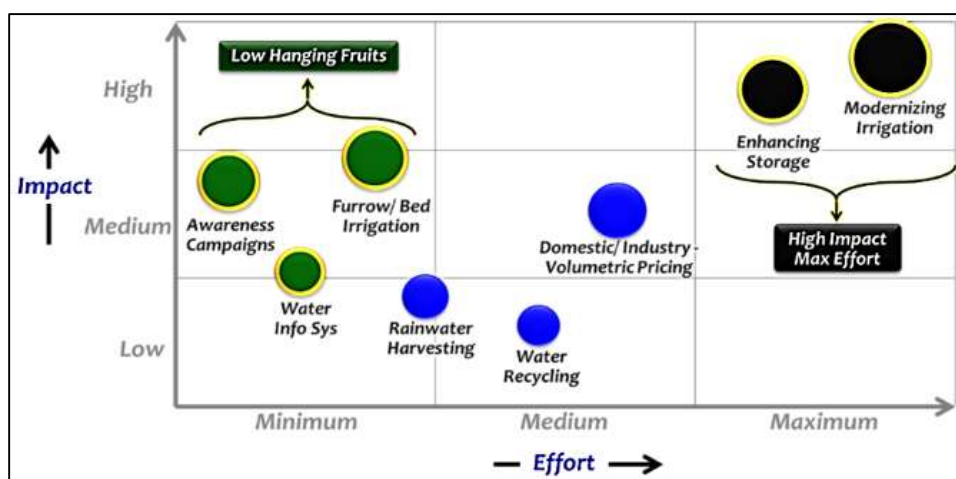 Low Hanging Fruits
High
Modernizing
Irrigation
Enhancing
Storage
Impact
Medium
Awareness
Campaigns
Furrow/ Bed
Irrigation
Domestic/ Industry -
Volumetric Pricing
High Impact
Max Effort
Water
Info Sys
Rainwater
Harvesting
Water
Recycling
Low
Minimum
Medium
Maximum
Effort